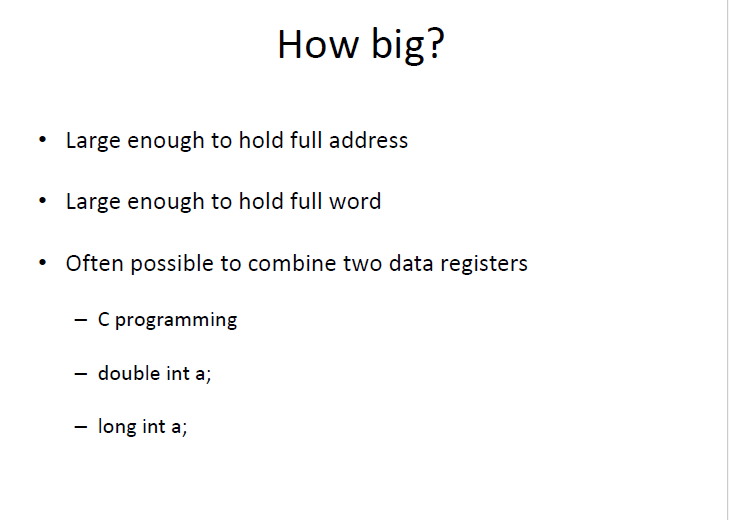 How big?
• Large enough to hold full address
• Large enough to hold full word
• Often possible to combine two data registers
– C programming
– double int a;
– long int a;